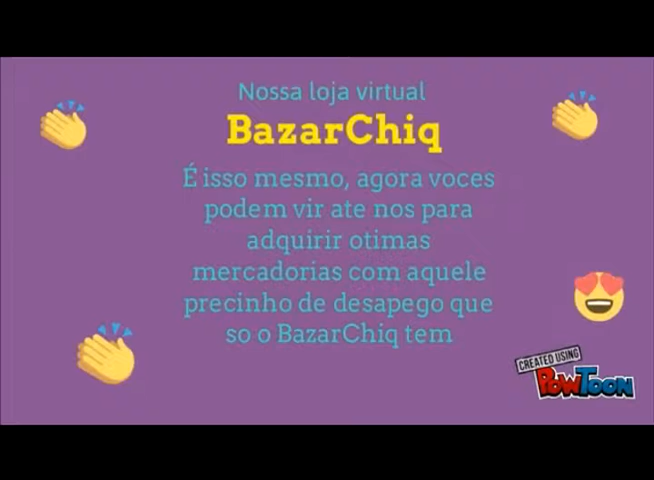 Nossa loja virtual
BazarChiq
É isso mesmo, agora voces
podem vir ate nos para
adquirir otimas
mercadorias com aquele
precinho de desapego que
so o BazarChiq tem
CREATED USING
POWTOON